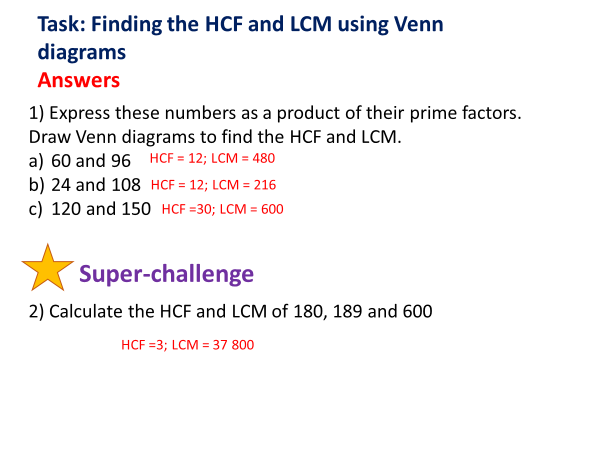 Task: Finding the HCF and LCM using Venn
diagrams
Answers
1) Express these numbers as a product of their prime factors.
Draw Venn diagrams to find the HCF and LCM.
a) 60 and 96 HCF = 12; LCM = 480
b) 24 and 108 HCF = 12; LCM = 216
c) 120 and 150 HCF =30; LCM = 600
Super-challenge
2) Calculate the HCF and LCM of 180, 189 and 600
HCF =3; LCM = 37 800